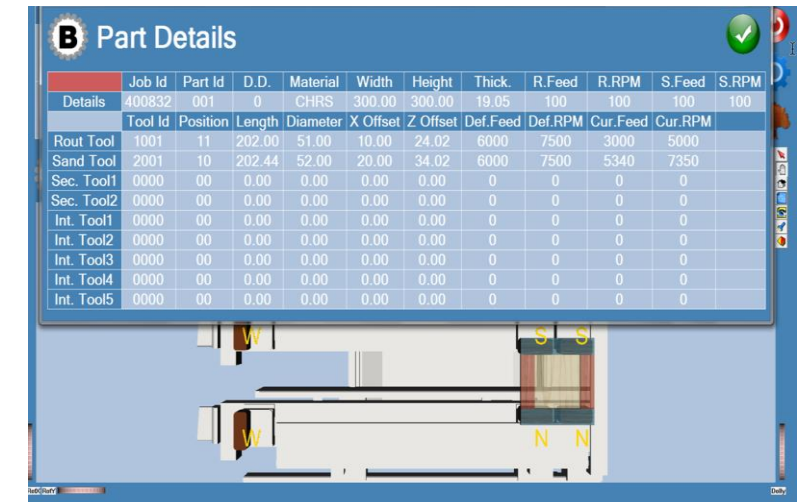 B Part Details
Job Id Part Id D.D. Material Width Height Thick. R.Feed R.RPM S.Feed S.RPM
Details 400832 001 0 CHRS 300.00 300.00 19.05 100 100 100 100
Tool Id Position Length Diameter X Offset Z Offset Def.Feed Def.RPM Cur.Feed Cur.RPM
Rout Tool 1001 11 202.00 51.00 10.00 24.02 6000 7500 3000 5000
Sand Tool 2001 10 202.44 52.00 20.00 34.02 6000 7500 5340 7350
Sec. Tool1 0000 00 0.00 0.00 0.00 0.00 0 0 0 0
Sec. Tool2 0000 00 0.00 0.00 0.00 0.00 0 0 0 0
Int. Tool1 0000 00 0.00 0.00 0.00 0.00 0 0 0 0
Int. Tool2 0000 00 0.00 0.00 0.00 0.00 0 0 0 0
Int. Tool3 0000 00 0.00 0.00 0.00 0.00 0 0 0 0
Int. Tool4 0000 00 0.00 0.00 0.00 0.00 0 0 0 0
Int. Tool5 0000 00 0.00 0.00 0.00 0.00 0 0 0 0
W S S
W N N
RotX RotY Dolly